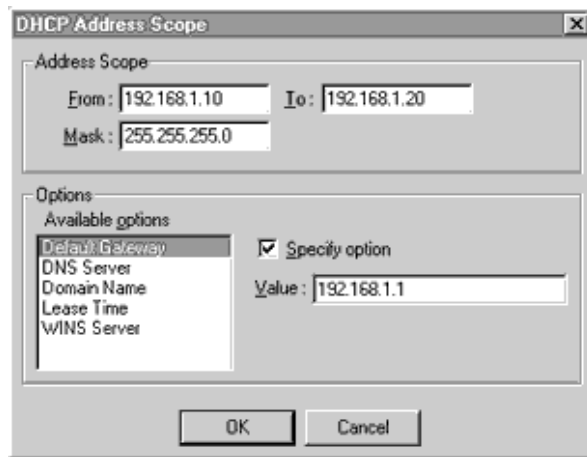 DHCP Address Scope
Address Scope
From : 192.168.1.10 To : 192.168.1.20
Mask : 255.255.255.0
Options
Available options
Default Gateway
DNS Server
Domain Name
Lease Time
WINS Server
Specify option
Value : 192.168.1.1
OK Cancel